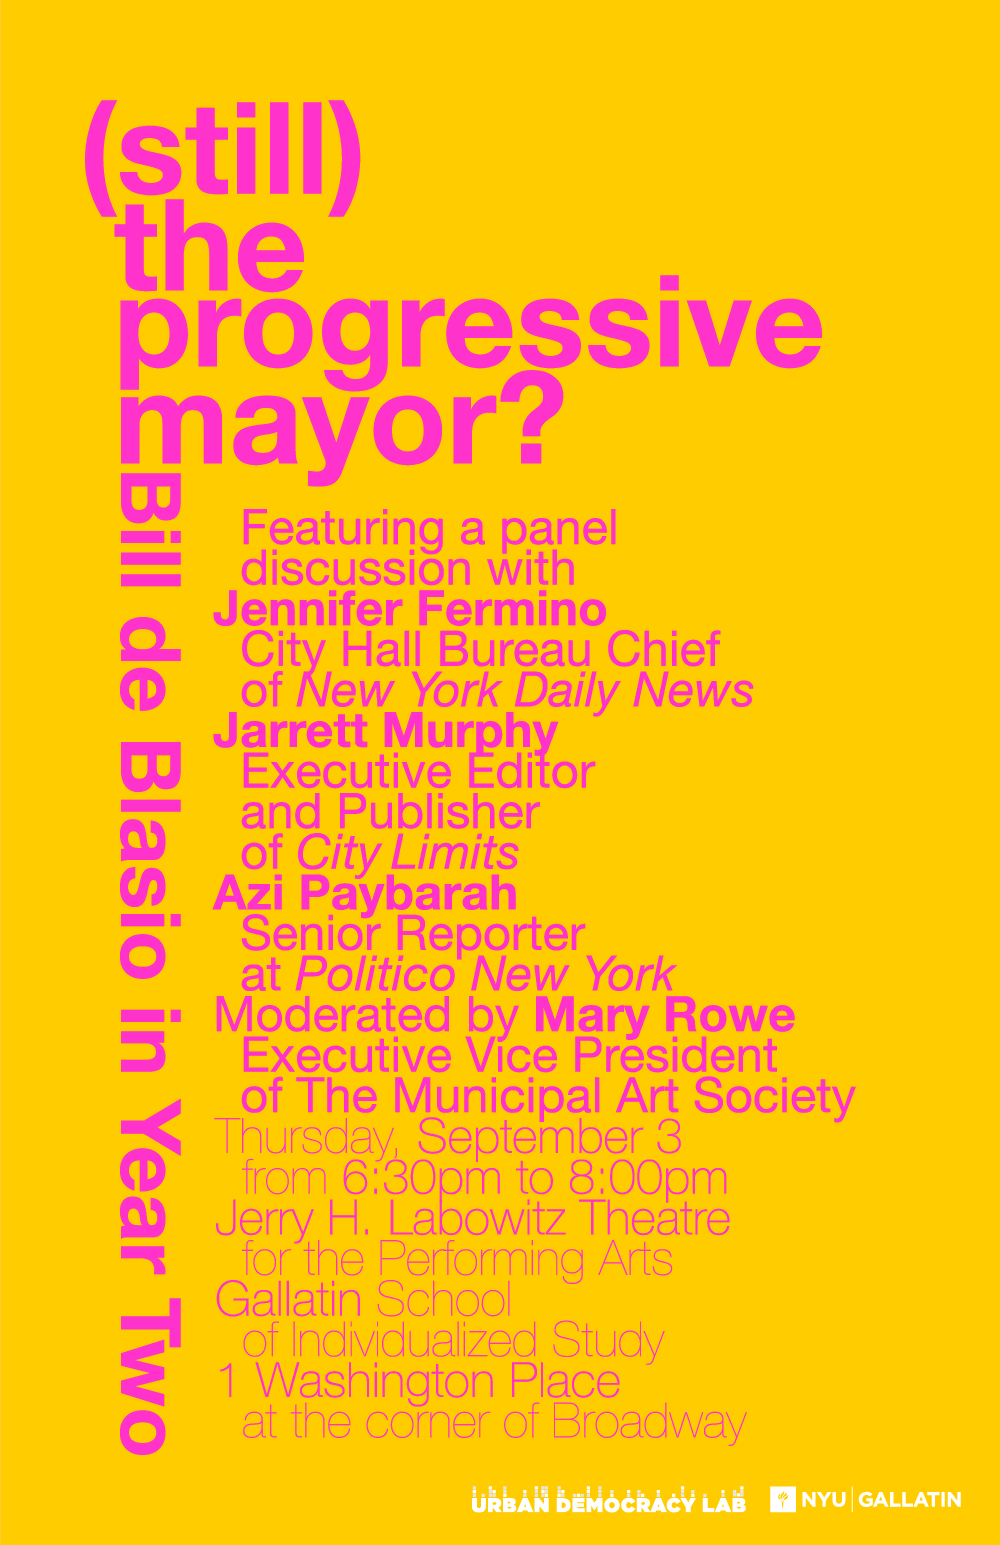 (still)
the
progressive
mayor?
Bill de Blasio in Year Two
Featuring a panel
discussion with
Jennifer Fermino
City Hall Bureau Chief
of New York Daily News
Jarrett Murphy
Executive Editor
and Publisher
of City Limits
Azi Paybarah
Senior Reporter
at Politico New York
Moderated by Mary Rowe
Executive Vice President
of The Municipal Art Society
Thursday, September 3
from 6:30pm to 8:00pm
Jerry H. Labowitz Theatre
for the Performing Arts
Gallatin School
of Individualized Study
1 Washington Place
at the corner of Broadway
URBAN DEMOCRACY LAB
NYU | GALLATIN